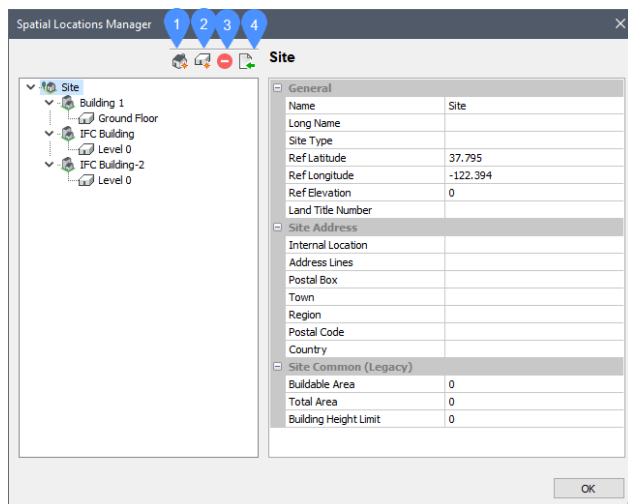 Spatial Locations Manager
1 2 3 4
Site
Building 1
Ground Floor
IFC Building
Level 0
IFC Building-2
Level 0
Site
General
Name Site
Long Name
Site Type
Ref Latitude 37.795
Ref Longitude -122.394
Ref Elevation 0
Land Title Number
Site Address
Internal Location
Address Lines
Postal Box
Town
Region
Postal Code
Country
Site Common (Legacy)
Buildable Area 0
Total Area 0
Building Height Limit 0
OK